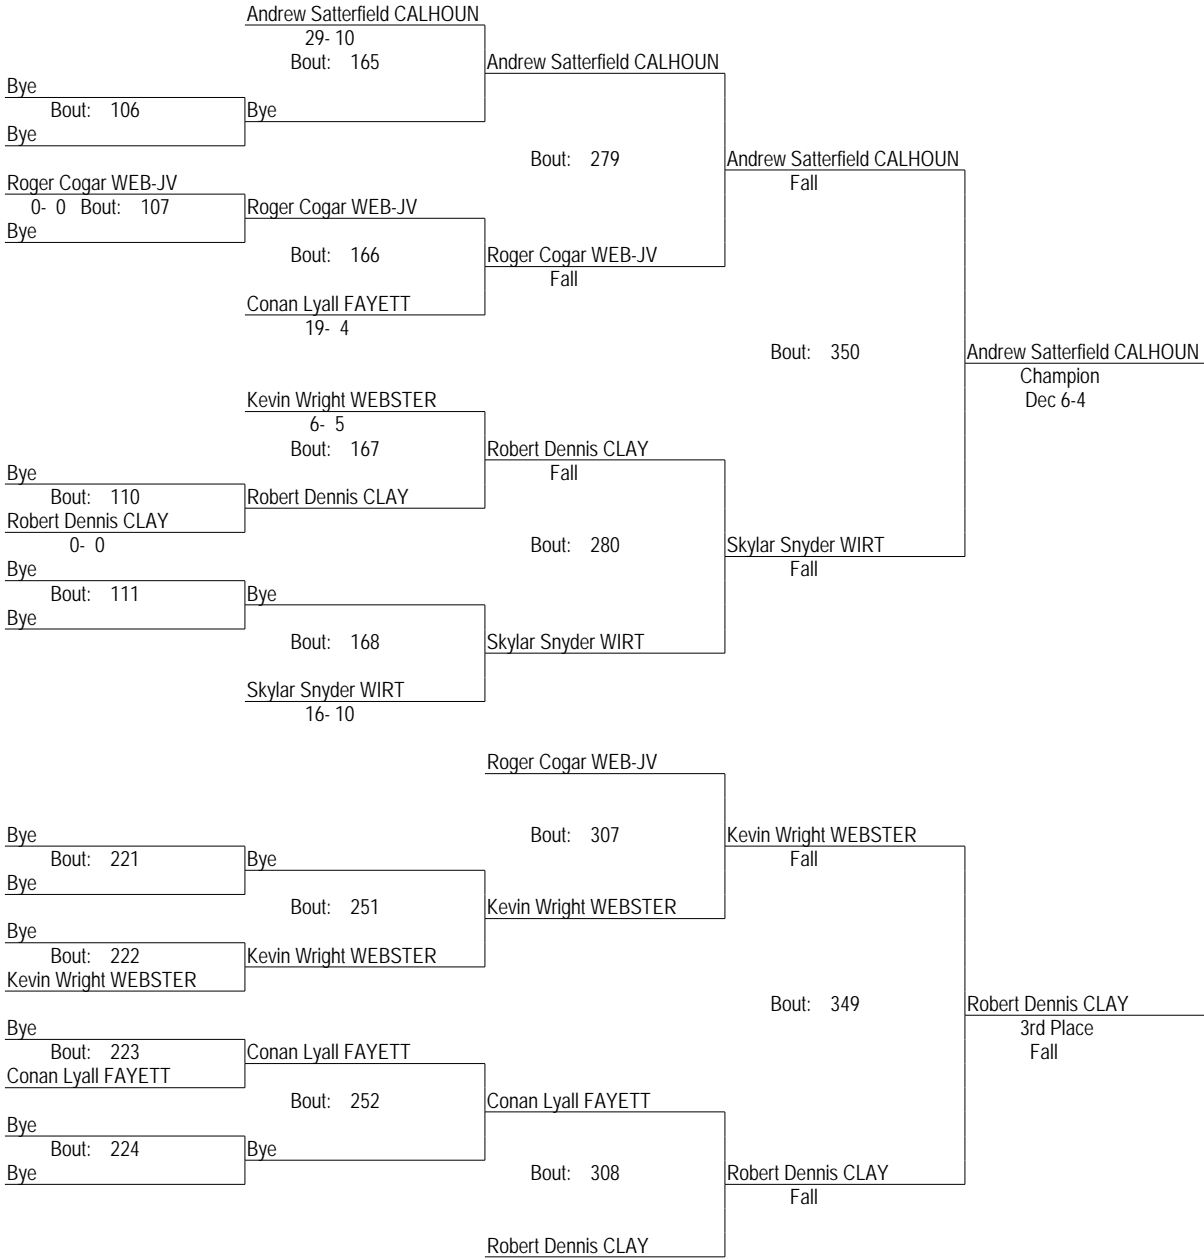 Andrew Satterfield CALHOUN
29- 10
Bout: 165
Andrew Satterfield CALHOUN
Bye
Bout: 106
Bye
Bye
Bout: 279
Andrew Satterfield CALHOUN
Fall
Roger Cogar WEB-JV
0- 0 Bout: 107
Roger Cogar WEB-JV
Bye
Bout: 166
Roger Cogar WEB-JV
Fall
Conan Lyall FAYETT
19- 4
Bout: 350
Andrew Satterfield CALHOUN
Champion
Dec 6-4
Kevin Wright WEBSTER
6- 5
Bout: 167
Robert Dennis CLAY
Fall
Bye
Bout: 110
Robert Dennis CLAY
Robert Dennis CLAY
0- 0
Bout: 280
Skylar Snyder WIRT
Fall
Bye
Bout: 111
Bye
Bye
Bout: 168
Skylar Snyder WIRT
Skylar Snyder WIRT
16- 10
Roger Cogar WEB-JV
Bout: 307
Kevin Wright WEBSTER
Fall
Bye
Bout: 221
Bye
Bye
Bout: 251
Kevin Wright WEBSTER
Bye
Bout: 222
Kevin Wright WEBSTER
Kevin Wright WEBSTER
Bout: 349
Robert Dennis CLAY
3rd Place
Fall
Bye
Bout: 223
Conan Lyall FAYETT
Conan Lyall FAYETT
Bout: 252
Conan Lyall FAYETT
Bye
Bout: 224
Bye
Bye
Bout: 308
Robert Dennis CLAY
Fall
Robert Dennis CLAY